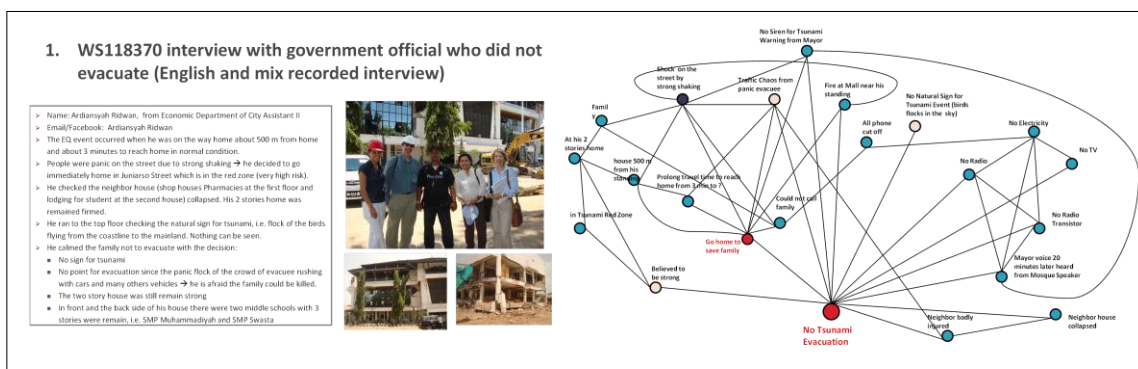 1. WS118370 interview with government official who did not
evacuate (English and mix recorded interview)
Name: Ardiansyah Ridwan, from Economic Department of City Assistant II
Email/Facebook: Ardiansyah Ridwan
The EQ event occurred when he was on the way home about 500 m from home
and about 3 minutes to reach home in normal condition.
People were panic on the street due to strong shaking → he decided to go
immediately home in Juniarso Street which is in the red zone (very high risk).
He checked the neighbor house (shop houses Pharmacies at the first floor and
lodging for student at the second house) collapsed. His 2 stories home was
remained firmed.
He ran to the top floor checking the natural sign for tsunami, i.e. flock of the birds
flying from the coastline to the mainland. Nothing can be seen.
He calmed the family not to evacuate with the decision:
No sign for tsunami
No point for evacuation since the panic flock of the crowd of evacuee rushing
with cars and many others vehicles → he is afraid the family could be killed.
The two story house was still remain strong
In front and the back side of his house there were two middle schools with 3
stories were remain, i.e. SMP Muhammadiyah and SMP Swasta
No Siren for Tsunami
Warning from Mayor
Shock on the
street by
strong shaking
Traffic Chaos from
panic evacuee
Fire at Mall near his
standing
No Natural Sign for
Tsunami Event (birds
flocks in the sky)
Famil
y
All phone
cut off
No Electricity
At his 2
stories home
No TV
house 500 m
from his
standing
Prolong travel time to reach
home from 3 min to ?
No Radio
Could not call
family
in Tsunami Red Zone
No Radio
Transistor
Go home to
save family
Mayor voice 20
minutes later heard
from Mosque Speaker
Believed to
be strong
No Tsunami
Evacuation
Neighbor badly
injured
Neighbor house
collapsed